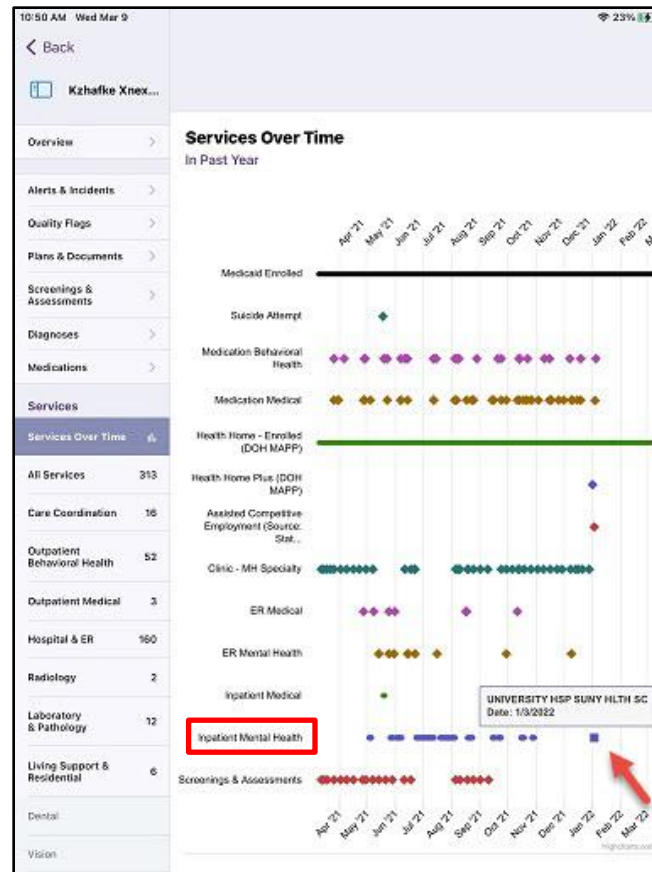 10:50 AM Wed Mar 9
23%
Back
Kzhafke Xnex...
Overview
Alerts & Incidents
Quality Flags
Plans & Documents
Screenings &
Assessments
Diagnoses
Medications
Services
Services Over Time
All Services 313
Care Coordination 16
Outpatient
Behavioral Health 52
Outpatient Medical 3
Hospital & ER 160
Radiology 2
Laboratory
& Pathology 12
Living Support &
Residential 6
Dental
Vision
Services Over Time
In Past Year
Apr '21 May '21 Jun '21 Jul '21 Aug '21 Sep '21 Oct '21 Nov '21 Dec '21 Jan '22 Feb '22
Medicaid Enrolled
Suicide Attempt
Medication Behavioral
Health
Medication Medical
Health Home - Enrolled
(DOH MAPP)
Health Home Plus (DOH
MAPP)
Assisted Competitive
Employment (Source:
Stat...
Clinic - MH Specialty
ER Medical
ER Mental Health
Inpatient Medical
UNIVERSITY HSP SUNY HLTH SC
Date: 1/3/2022
Inpatient Mental Health
Screenings & Assessments
Apr '21 May '21 Jun '21 Jul '21 Aug '21 Sep '21 Oct '21 Nov '21 Dec '21 Jan '22 Feb '22 Mar '22
Highcharts.com